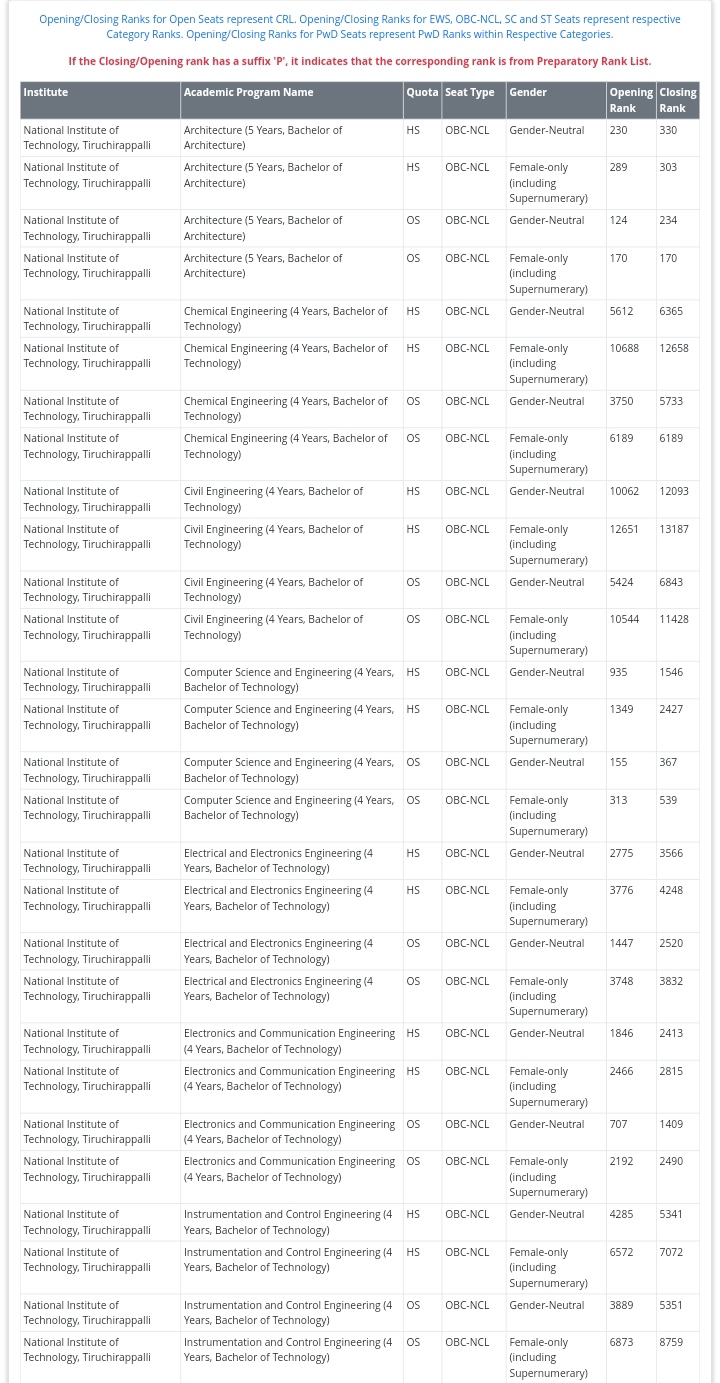 Opening/Closing Ranks for Open Seats represent CRL. Opening/Closing Ranks for EWS, OBC-NCL, SC and ST Seats represent respective
Category Ranks. Opening/Closing Ranks for PwD Seats represent PwD Ranks within Respective Categories.
If the Closing/Opening rank has a suffix 'P', it indicates that the corresponding rank is from Preparatory Rank List.
Institute Academic Program Name Quota Seat Type Gender Opening Closing
Rank Rank
National Institute of Architecture (5 Years, Bachelor of HS OBC-NCL Gender-Neutral 230 330
Technology, Tiruchirappalli Architecture)
National Institute of Architecture (5 Years, Bachelor of HS OBC-NCL Female-only 289 303
Technology, Tiruchirappalli Architecture) (including
Supernumerary)
National Institute of Architecture (5 Years, Bachelor of OS OBC-NCL Gender-Neutral 124 234
Technology, Tiruchirappalli Architecture)
National Institute of Architecture (5 Years, Bachelor of OS OBC-NCL Female-only 170 170
Technology, Tiruchirappalli Architecture) (including
Supernumerary)
National Institute of Chemical Engineering (4 Years, Bachelor of HS OBC-NCL Gender-Neutral 5612 6365
Technology, Tiruchirappalli Technology)
National Institute of Chemical Engineering (4 Years, Bachelor of HS OBC-NCL Female-only 10688 12658
Technology, Tiruchirappalli Technology) (including
Supernumerary)
National Institute of Chemical Engineering (4 Years, Bachelor of OS OBC-NCL Gender-Neutral 3750 5733
Technology, Tiruchirappalli Technology)
National Institute of Chemical Engineering (4 Years, Bachelor of OS OBC-NCL Female-only 6189 6189
Technology, Tiruchirappalli Technology) (including
Supernumerary)
National Institute of Civil Engineering (4 Years, Bachelor of HS OBC-NCL Gender-Neutral 10062 12093
Technology, Tiruchirappalli Technology)
National Institute of Civil Engineering (4 Years, Bachelor of HS OBC-NCL Female-only 12651 13187
Technology, Tiruchirappalli Technology) (including
Supernumerary)
National Institute of Civil Engineering (4 Years, Bachelor of OS OBC-NCL Gender-Neutral 5424 6843
Technology, Tiruchirappalli Technology)
National Institute of Civil Engineering (4 Years, Bachelor of OS OBC-NCL Female-only 10544 11428
Technology, Tiruchirappalli Technology) (including
Supernumerary)
National Institute of Computer Science and Engineering (4 Years, HS OBC-NCL Gender-Neutral 935 1546
Technology, Tiruchirappalli Bachelor of Technology)
National Institute of Computer Science and Engineering (4 Years, HS OBC-NCL Female-only 1349 2427
Technology, Tiruchirappalli Bachelor of Technology) (including
Supernumerary)
National Institute of Computer Science and Engineering (4 Years, OS OBC-NCL Gender-Neutral 155 367
Technology, Tiruchirappalli Bachelor of Technology)
National Institute of Computer Science and Engineering (4 Years, OS OBC-NCL Female-only 313 539
Technology, Tiruchirappalli Bachelor of Technology) (including
Supernumerary)
National Institute of Electrical and Electronics Engineering (4 HS OBC-NCL Gender-Neutral 2775 3566
Technology, Tiruchirappalli Years, Bachelor of Technology)
National Institute of Electrical and Electronics Engineering (4 HS OBC-NCL Female-only 3776 4248
Technology, Tiruchirappalli Years, Bachelor of Technology) (including
Supernumerary)
National Institute of Electrical and Electronics Engineering (4 OS OBC-NCL Gender-Neutral 1447 2520
Technology, Tiruchirappalli Years, Bachelor of Technology)
National Institute of Electrical and Electronics Engineering (4 OS OBC-NCL Female-only 3748 3832
Technology, Tiruchirappalli Years, Bachelor of Technology) (including
Supernumerary)
National Institute of Electronics and Communication Engineering HS OBC-NCL Gender-Neutral 1846 2413
Technology, Tiruchirappalli (4 Years, Bachelor of Technology)
National Institute of Electronics and Communication Engineering HS OBC-NCL Female-only 2466 2815
Technology, Tiruchirappalli (4 Years, Bachelor of Technology) (including
Supernumerary)
National Institute of Electronics and Communication Engineering OS OBC-NCL Gender-Neutral 707 1409
Technology, Tiruchirappalli (4 Years, Bachelor of Technology)
National Institute of Electronics and Communication Engineering OS OBC-NCL Female-only 2192 2490
Technology, Tiruchirappalli (4 Years, Bachelor of Technology) (including
Supernumerary)
National Institute of Instrumentation and Control Engineering (4 HS OBC-NCL Gender-Neutral 4285 5341
Technology, Tiruchirappalli Years, Bachelor of Technology)
National Institute of Instrumentation and Control Engineering (4 HS OBC-NCL Female-only 6572 7072
Technology, Tiruchirappalli Years, Bachelor of Technology) (including
Supernumerary)
National Institute of Instrumentation and Control Engineering (4 OS OBC-NCL Gender-Neutral 3889 5351
Technology, Tiruchirappalli Years, Bachelor of Technology)
National Institute of Instrumentation and Control Engineering (4 OS OBC-NCL Female-only 6873 8759
Technology, Tiruchirappalli Years, Bachelor of Technology) (including
Supernumerary)